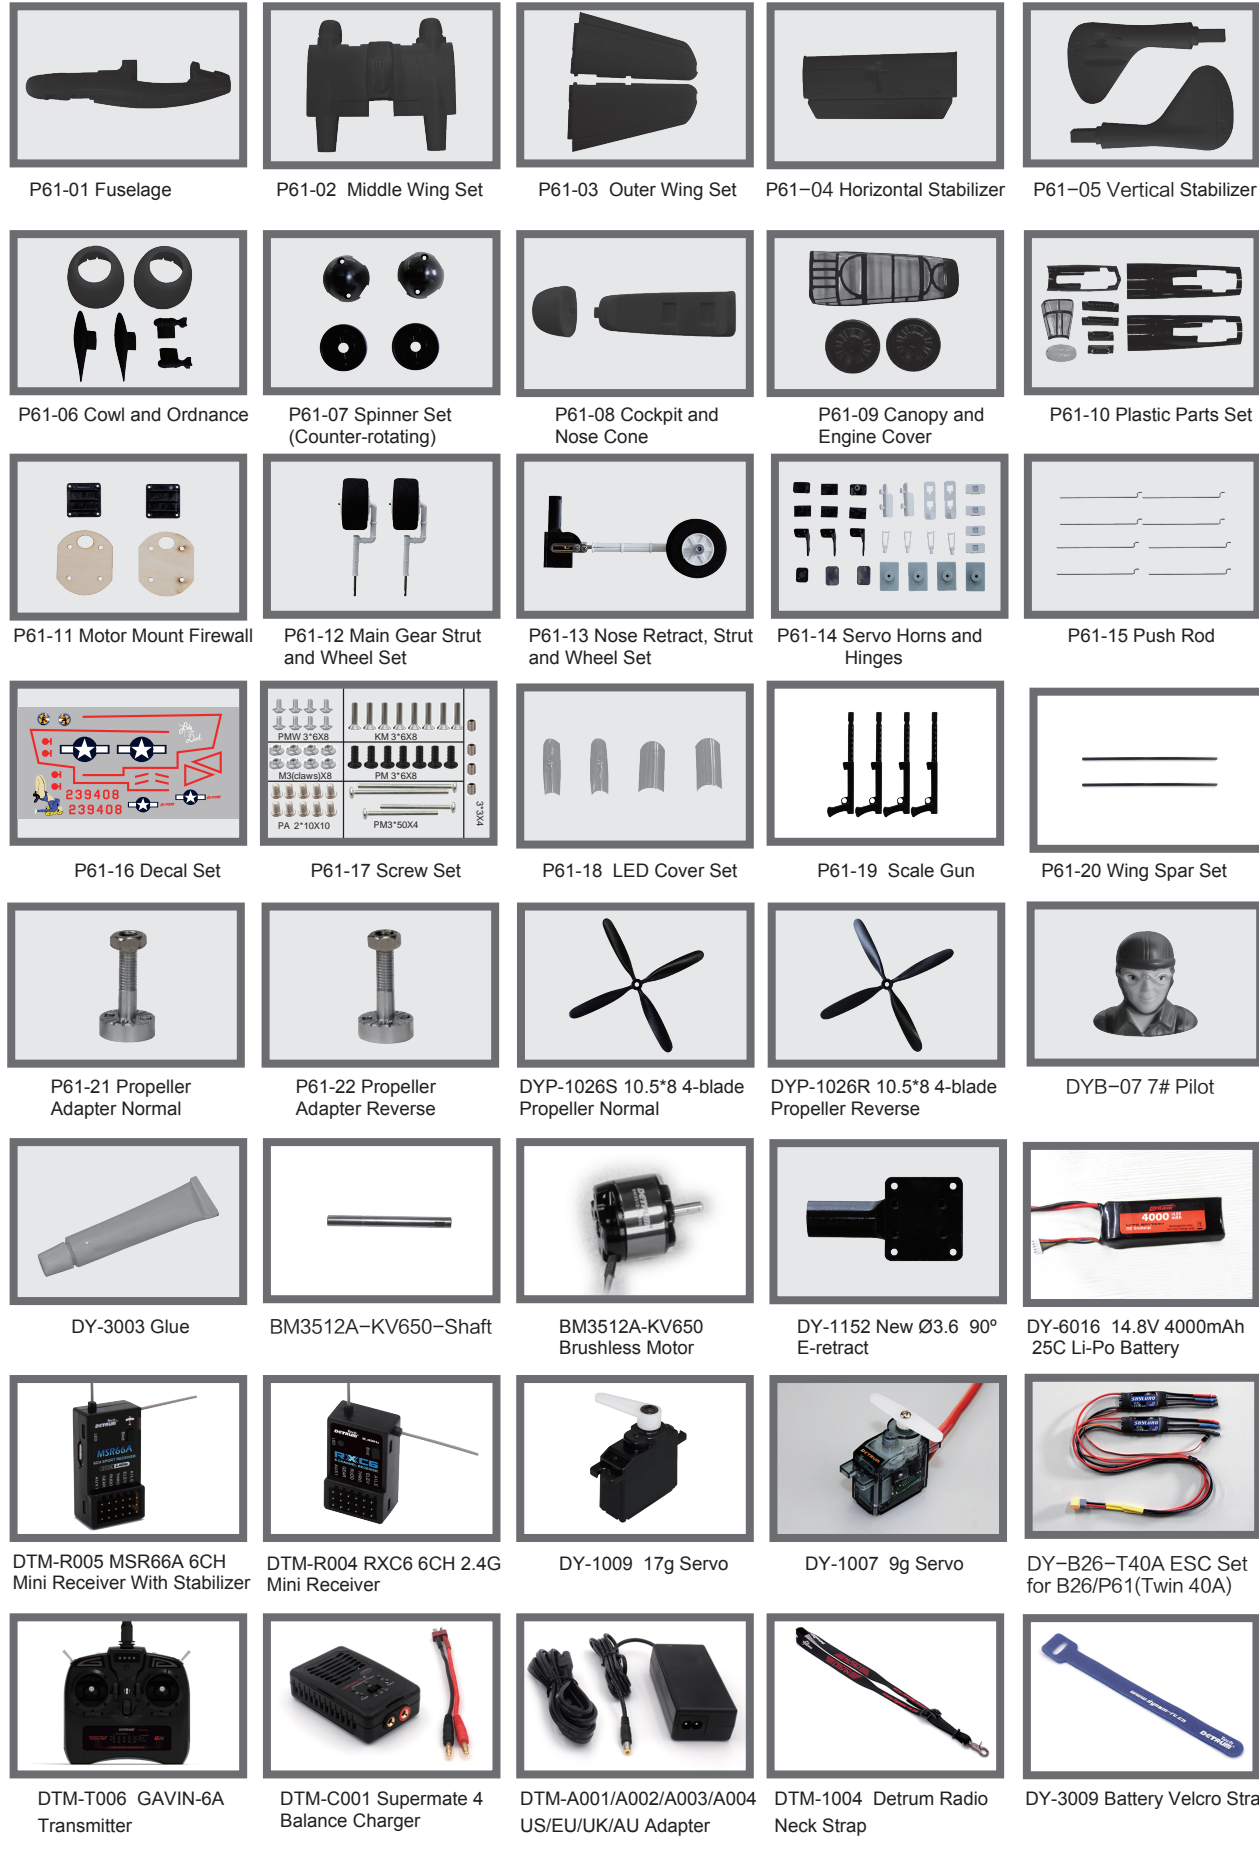 P61-01 Fuselage
P61-02 Middle Wing Set
P61-03 Outer Wing Set
P61-04 Horizontal Stabilizer
P61-05 Vertical Stabilizer
P61-06 Cowl and Ordnance
P61-07 Spinner Set
(Counter-rotating)
P61-08 Cockpit and
Nose Cone
P61-09 Canopy and
Engine Cover
P61-10 Plastic Parts Set
P61-11 Motor Mount Firewall
P61-12 Main Gear Strut
and Wheel Set
P61-13 Nose Retract, Strut
and Wheel Set
P61-14 Servo Horns and
Hinges
P61-15 Push Rod
239408
239408
P61-16 Decal Set
PMW 3*6X8
KM 3*6X8
M3(claws)X8
PM 3*6X8
PA 2*10X10
PM3*50X4
3*3X4
P61-17 Screw Set
P61-18 LED Cover Set
P61-19 Scale Gun
P61-20 Wing Spar Set
P61-21 Propeller
Adapter Normal
P61-22 Propeller
Adapter Reverse
DYP-1026S 10.5*8 4-blade
Propeller Normal
DYP-1026R 10.5*8 4-blade
Propeller Reverse
DYB-07 7# Pilot
DY-3003 Glue
BM3512A-KV650-Shaft
DETRUM
BM3512A-KV650
Brushless Motor
DY-1152 New Ø3.6 90º
E-retract
4000
DY-6016 14.8V 4000mAh
25C Li-Po Battery
DETRUM
MSR66A
DTM-R005 MSR66A 6CH
Mini Receiver With Stabilizer
DETRUM
RXC6
DTM-R004 RXC6 6CH 2.4G
Mini Receiver
DY-1009 17g Servo
DETRUM
DY-1007 9g Servo
SKYLORD
SKYLORD
DY-B26-T40A ESC Set
for B26/P61(Twin 40A)
DTM-T006 GAVIN-6A
Transmitter
DTM-C001 Supermate 4
Balance Charger
DTM-A001/A002/A003/A004
US/EU/UK/AU Adapter
DTM-1004 Detrum Radio
Neck Strap
www.dynam-rc.co
DETRUM
DY-3009 Battery Velcro Stra